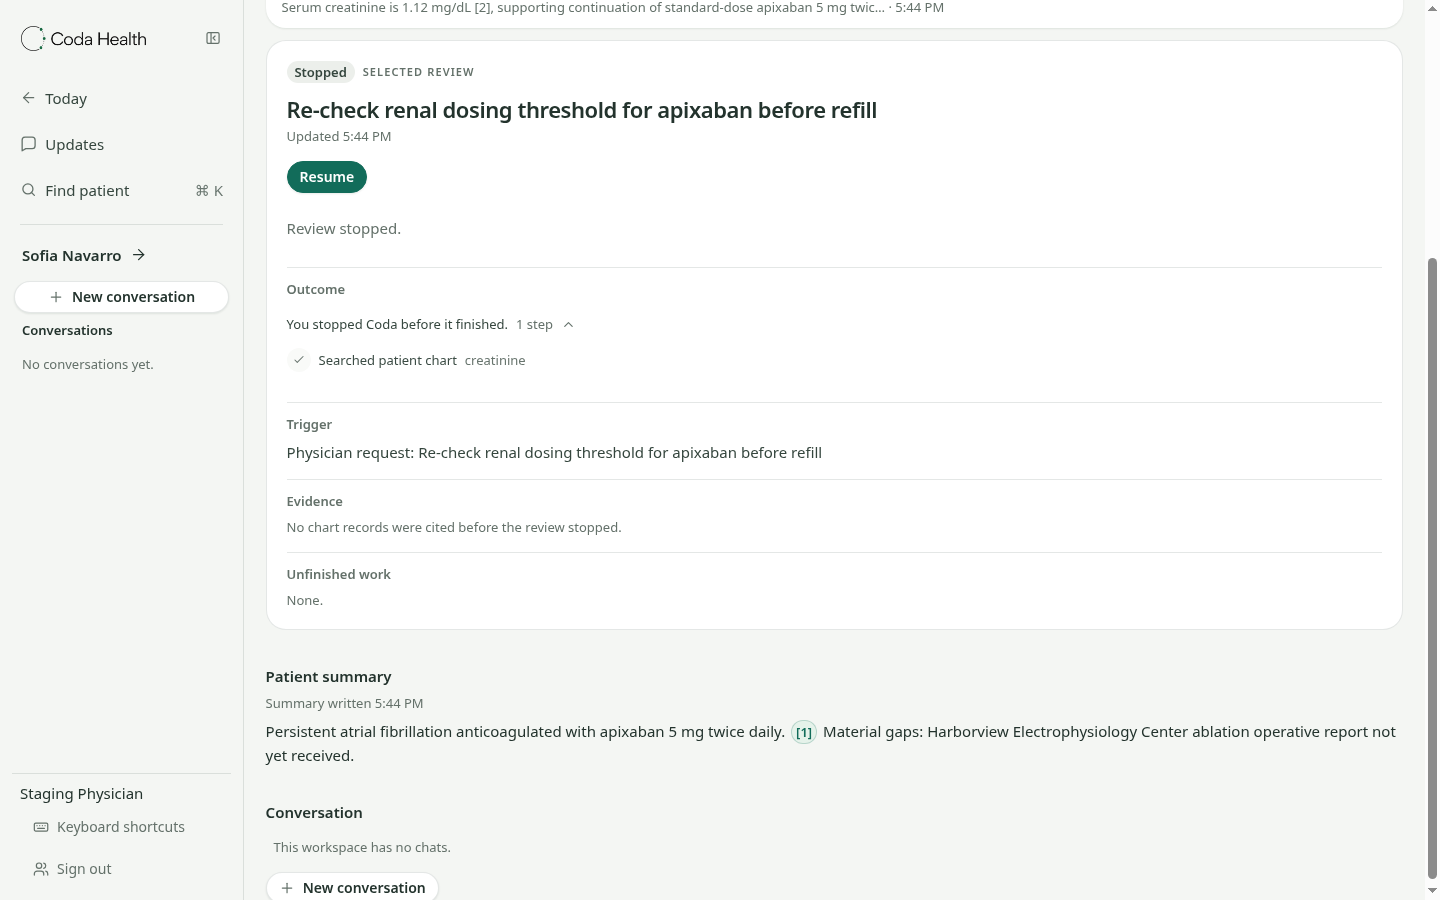 Serum creatinine is 1.12 mg/dL [2], supporting continuation of standard-dose apixaban 5 mg twic... · 5:44 PM
Coda Health
Today
Updates
Find patient ⌘ K
Sofia Navarro
New conversation
Conversations
No conversations yet.
Staging Physician
Keyboard shortcuts
Sign out
Stopped SELECTED REVIEW
Re-check renal dosing threshold for apixaban before refill
Updated 5:44 PM
Resume
Review stopped.
Outcome
You stopped Coda before it finished. 1 step
Searched patient chart creatinine
Trigger
Physician request: Re-check renal dosing threshold for apixaban before refill
Evidence
No chart records were cited before the review stopped.
Unfinished work
None.
Patient summary
Summary written 5:44 PM
Persistent atrial fibrillation anticoagulated with apixaban 5 mg twice daily. [1] Material gaps: Harborview Electrophysiology Center ablation operative report not
yet received.
Conversation
This workspace has no chats.
New conversation